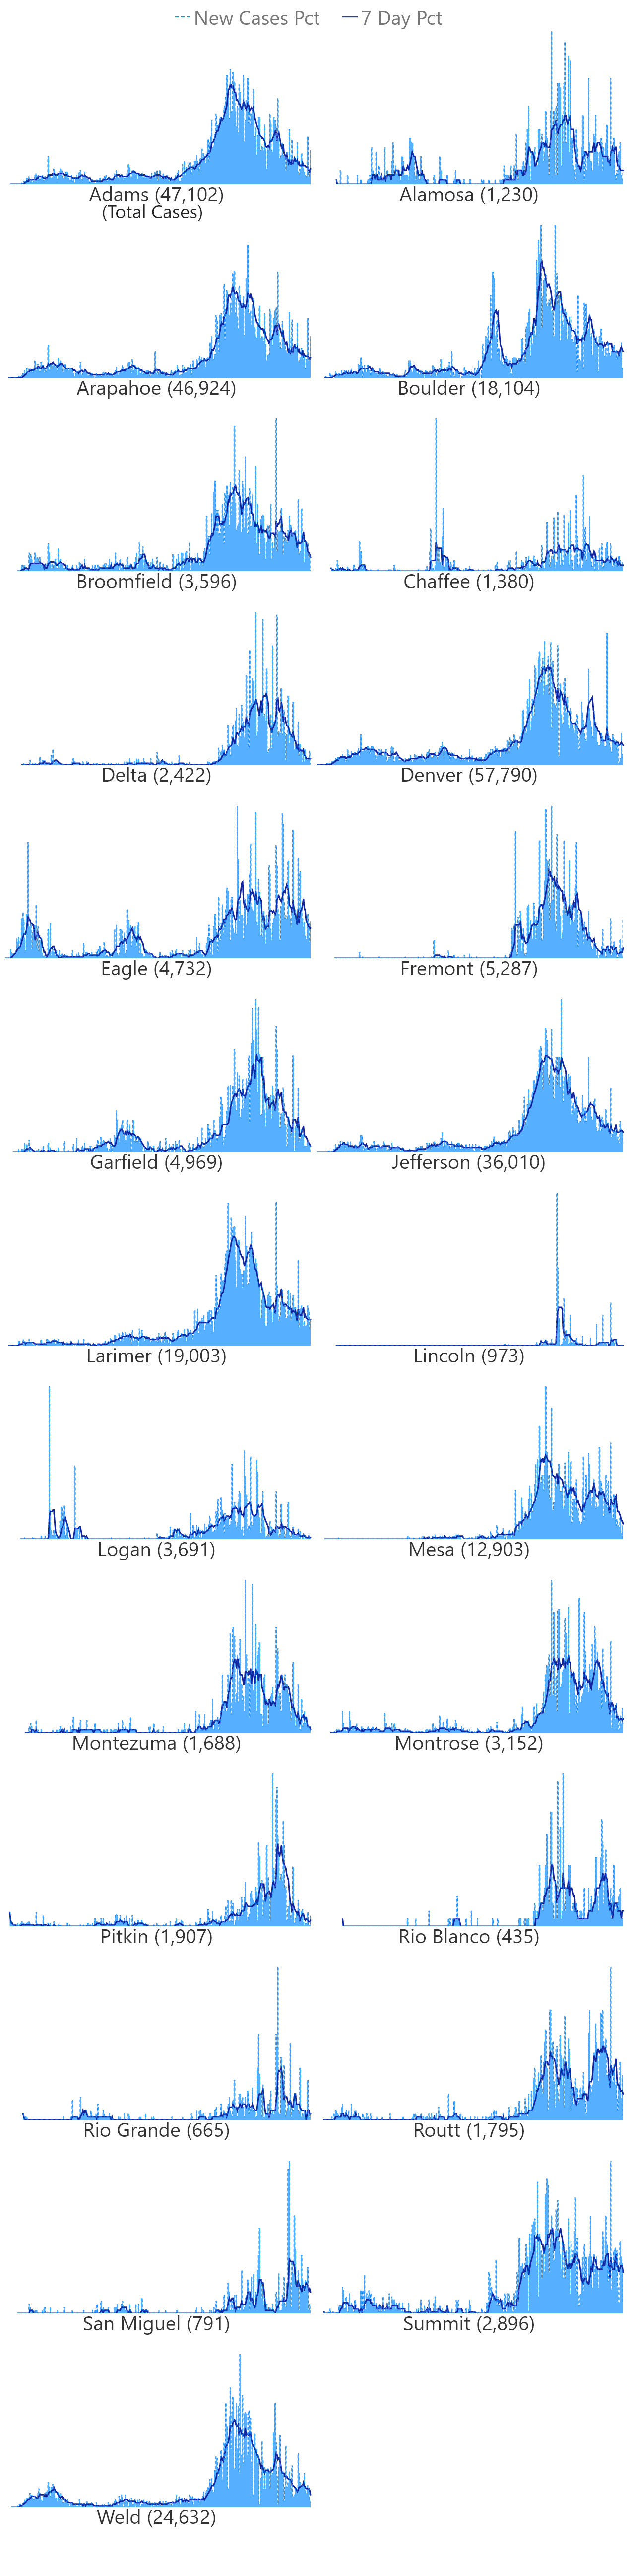 New Cases Pct 7 Day Pct
Adams (47,102) Alamosa (1,230)
(Total Cases)
Arapahoe (46,924) Boulder (18,104)
Broomfield (3,596) Chaffee (1,380)
Delta (2,422) Denver (57,790)
Eagle (4,732) Fremont (5,287)
Garfield (4,969) Jefferson (36,010)
Larimer (19,003) Lincoln (973)
Logan (3,691) Mesa (12,903)
Montezuma (1,688) Montrose (3,152)
Pitkin (1,907) Rio Blanco (435)
Rio Grande (665) Routt (1,795)
San Miguel (791) Summit (2,896)
Weld (24,632)